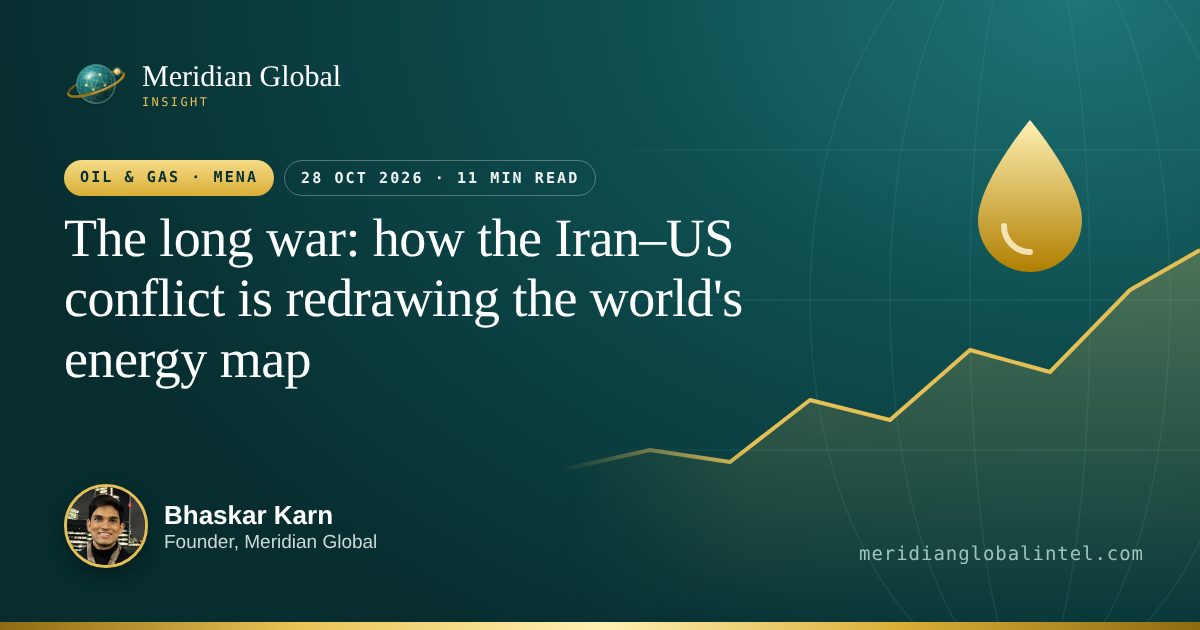 Meridian Global
INSIGHT
OIL & GAS · MENA
28 OCT 2026 · 11 MIN READ
The long war: how the Iran–US
conflict is redrawing the world's
energy map
Bhaskar Karn
Founder, Meridian Global
meridianglobalintel.com